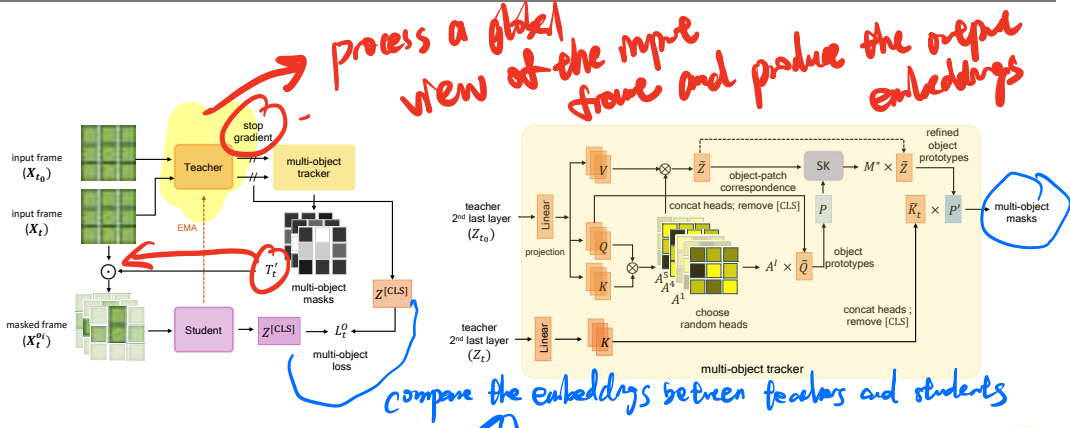 process a global
view of the input
frame and produce the output
embeddings
stop
gradient
input frame
(X_{t_0})
Teacher
multi-object
tracker
input frame
(X_t)
EMA
T'_t
multi-object
masks
Z^{[CLS]}
masked frame
(X_t^{o_i})
Student
Z^{[CLS]}
L_t^O
multi-object
loss
teacher
2nd last layer
(Z_{t_0})
Linear
projection
V
Q
K
Z̃
object-patch
correspondence
SK
M* × Z̃
refined
object
prototypes
concat heads; remove [CLS]
P
K̃_t × P'
multi-object
masks
A^5
A^4
A^1
A^I × Q̃
object
prototypes
choose
random heads
concat heads ;
remove [CLS]
teacher
2nd last layer
(Z_t)
Linear
K
multi-object tracker
compare the embeddings between teachers and students